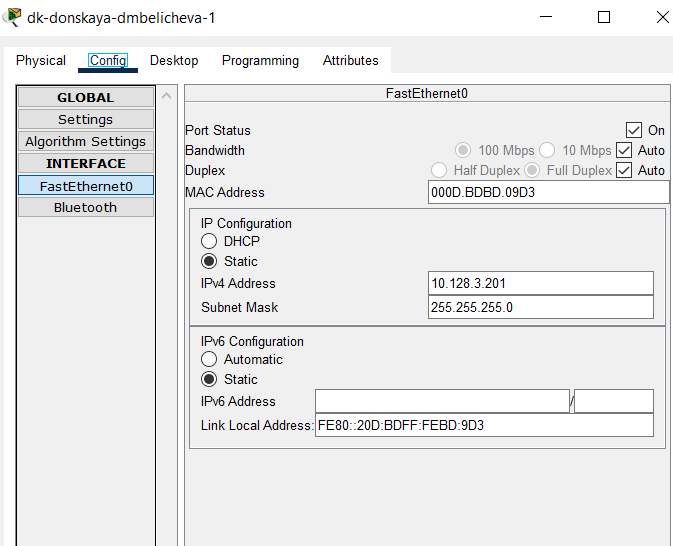 dk-donskaya-dmbelicheva-1
Physical Config Desktop Programming Attributes
GLOBAL
Settings
Algorithm Settings
INTERFACE
FastEthernet0
Bluetooth
FastEthernet0
Port Status On
Bandwidth 100 Mbps 10 Mbps Auto
Duplex Half Duplex Full Duplex Auto
MAC Address 000D.BDBD.09D3
IP Configuration
DHCP
Static
IPv4 Address 10.128.3.201
Subnet Mask 255.255.255.0
IPv6 Configuration
Automatic
Static
IPv6 Address /
Link Local Address: FE80::20D:BDFF:FEBD:9D3